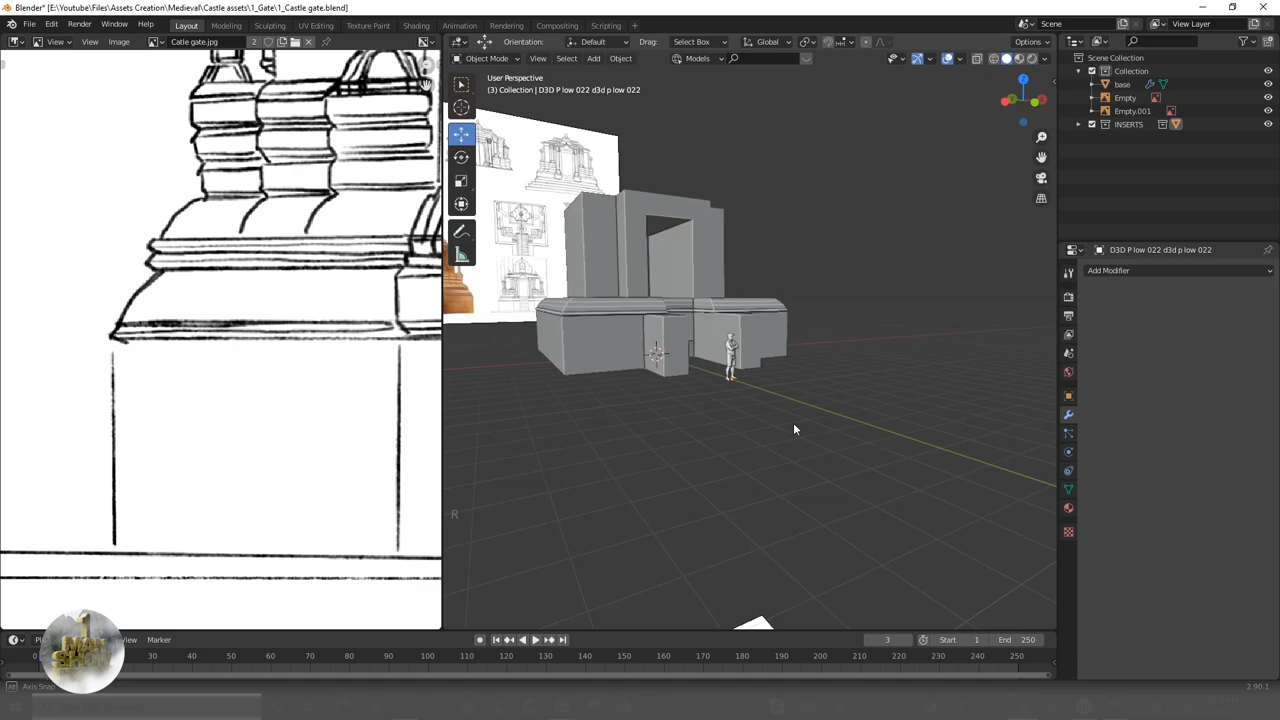 Blender* [E:\Youtube\Files\Assets Creation\Medieval\Castle assets\1_Gate\1_Castle gate.blend]
File Edit Render Window Help Layout Modeling Sculpting UV Editing Texture Paint Shading Animation Rendering Compositing Scripting + Scene View Layer
View View Image Catle gate.jpg 2 Orientation: Default Drag: Select Box Global Options
Object Mode View Select Add Object Models
User Perspective
(3) Collection | D3D P low 022 d3d p low 022
Scene Collection
Collection
base
Empty
Empty.001
INSERTS
D3D P low 022 d3d p low 022
Add Modifier
R
View Marker 3 Start 1 End 250
0 30 40 50 60 70 80 90 100 110 120 130 140 150 160 170 180 190 200 210 220 230 240 250
Axis Snap 2.90.1